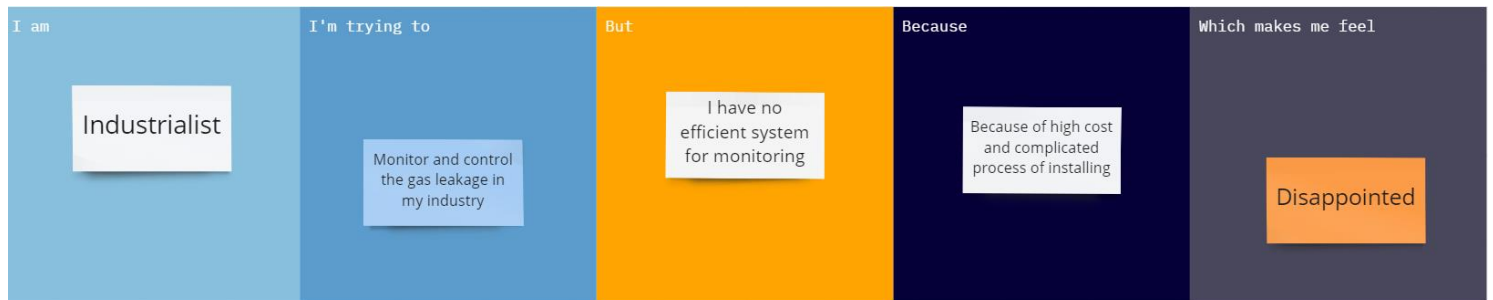 I am
Industrialist
I'm trying to
Monitor and control
the gas leakage in
my industry
But
I have no
efficient system
for monitoring
Because
Because of high cost
and complicated
process of installing
Which makes me feel
Disappointed